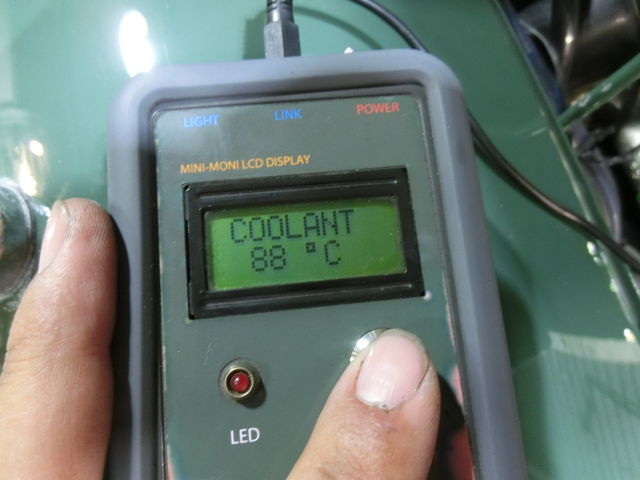 LIGHT LINK POWER
MINI-MONI LCD DISPLAY
COOLANT
88 °C
LED